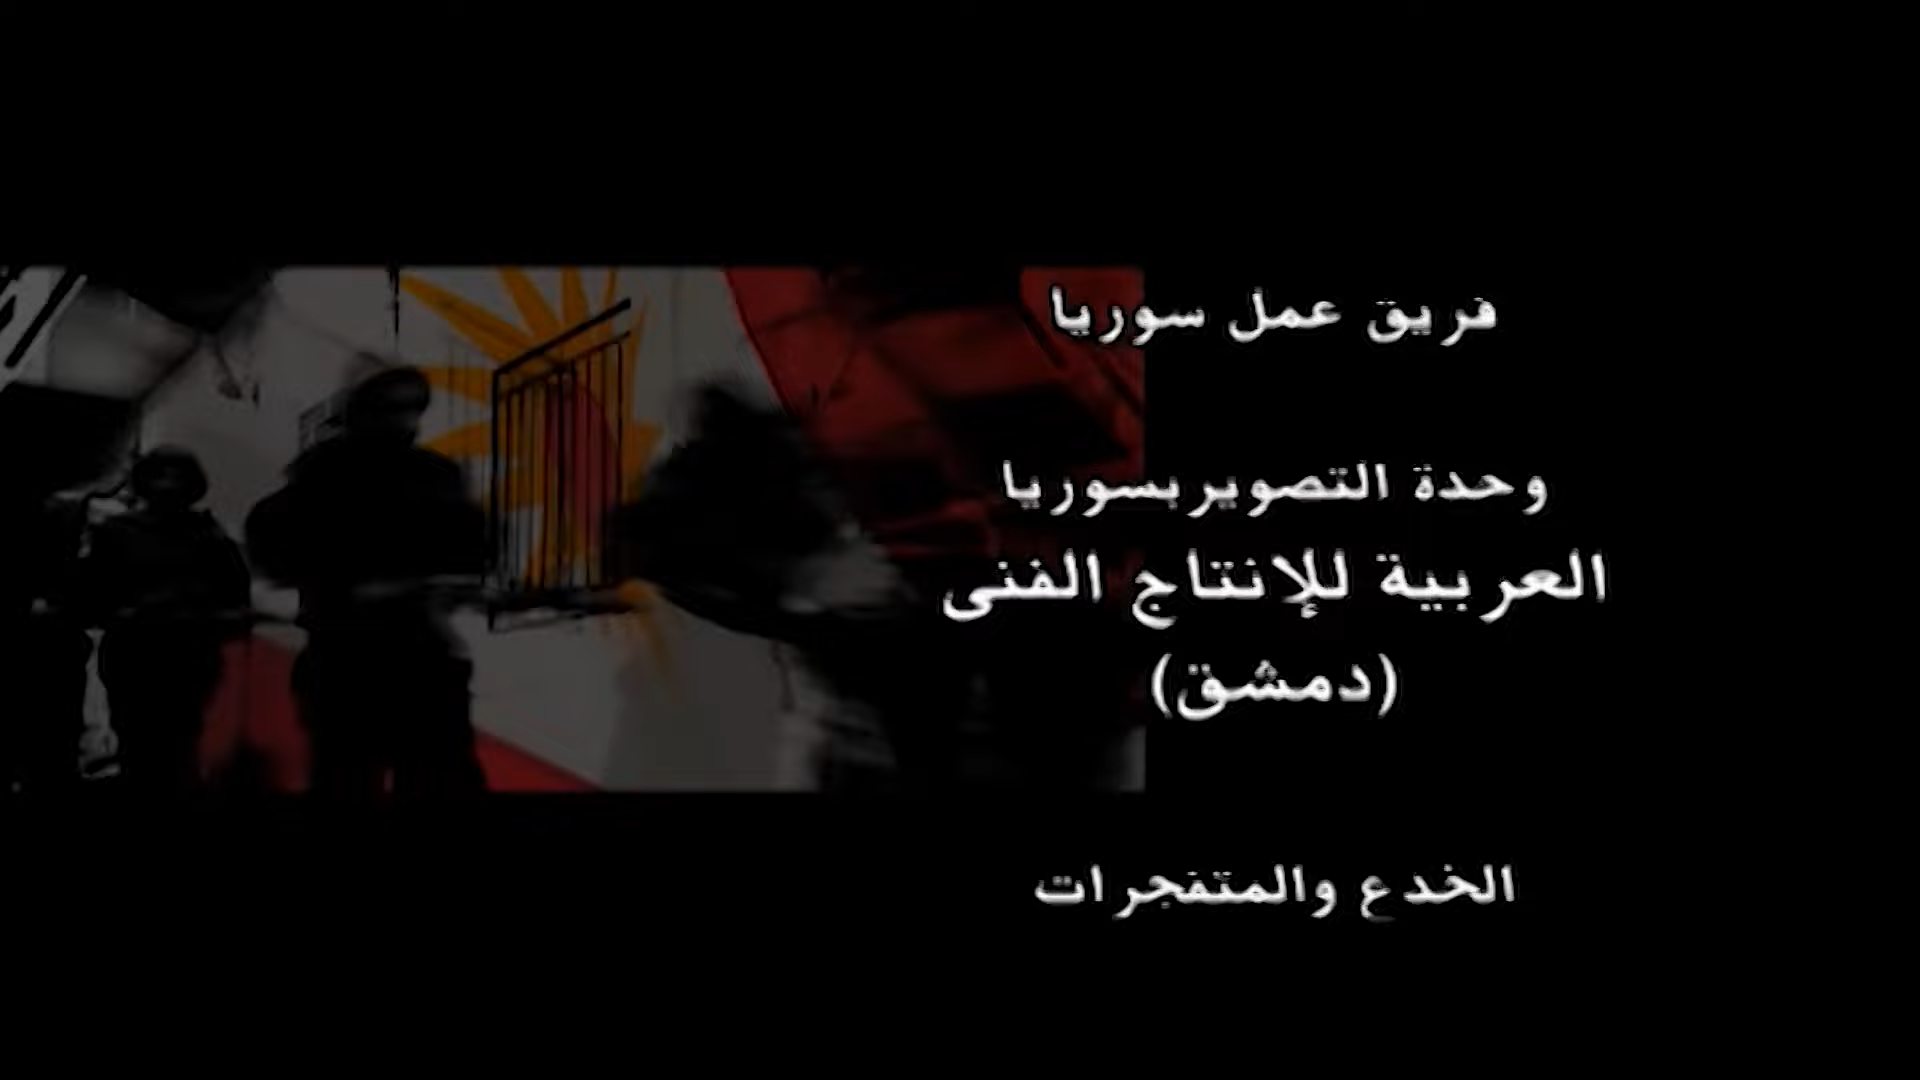 فريق عمل سوريا
وحدة التصويربسوريا
العربية للإنتاج الفنى
(دمشق)
الخدع والمتفجرات